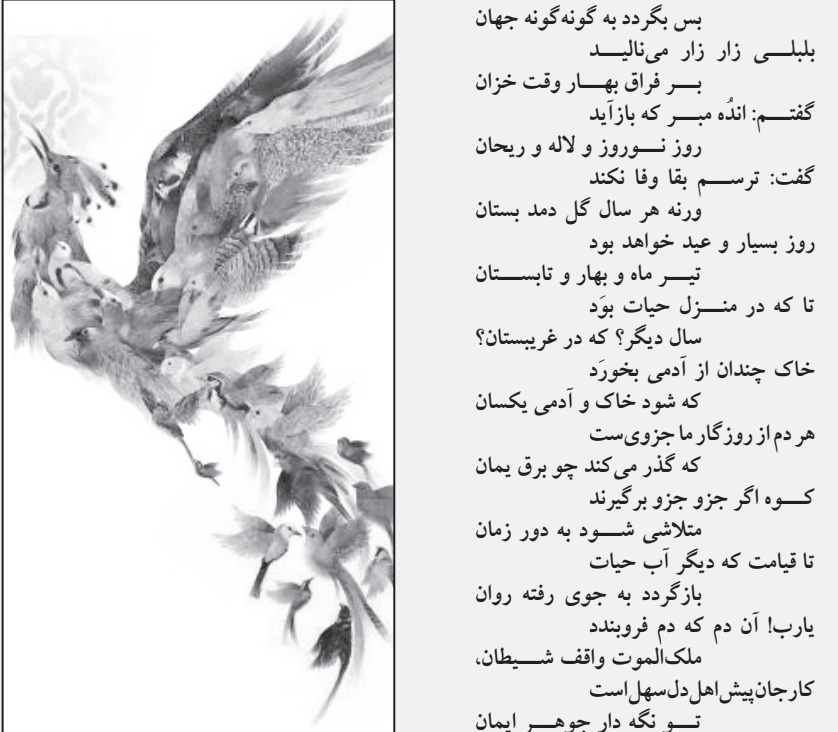 بس بگردد به گونه‌گونه جهان
بلبلی زار زار می‌نالید
بر فراق بهار وقت خزان
گفتم: اندُه مبر که بازآید
روز نوروز و لاله و ریحان
گفت: ترسم بقا وفا نکند
ورنه هر سال گل دمد بستان
روز بسیار و عید خواهد بود
تیر ماه و بهار و تابستان
تا که در منزل حیات بوَد
سال دیگر؟ که در غریبستان؟
خاک چندان از آدمی بخورَد
که شود خاک و آدمی یکسان
هر دم از روزگار ما جزوی‌ست
که گذر می‌کند چو برق یمان
کوه اگر جزو جزو برگیرند
متلاشی شود به دور زمان
تا قیامت که دیگر آب حیات
بازگردد به جوی رفته روان
یارب! آن دم که دم فروبندد
ملک‌الموت واقف شیطان،
کار جان پیش اهل دل سهل است
تو نگه دار جوهر ایمان